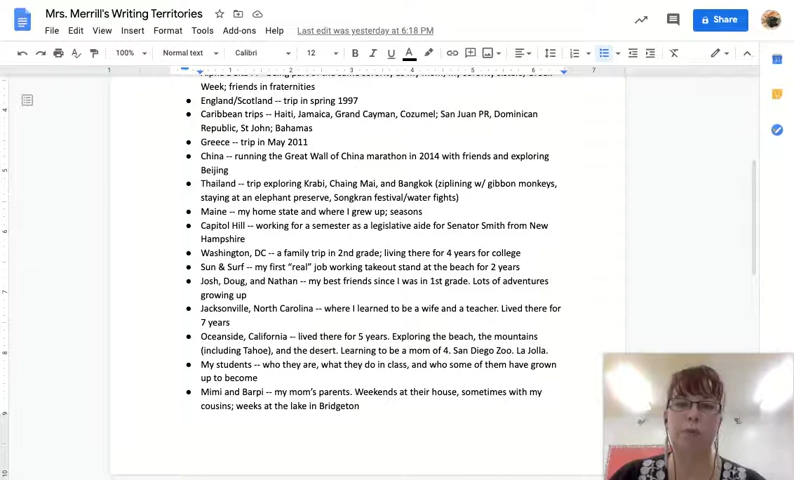 Mrs. Merrill's Writing Territories
File Edit View Insert Format Tools Add-ons Help Last edit was yesterday at 6:18 PM
Share
100% Normal text Calibri 12 B I U A
1 1 2 3 4 5 6 7
Week; friends in fraternities
● England/Scotland -- trip in spring 1997
● Caribbean trips -- Haiti, Jamaica, Grand Cayman, Cozumel; San Juan PR, Dominican
Republic, St John; Bahamas
● Greece -- trip in May 2011
● China -- running the Great Wall of China marathon in 2014 with friends and exploring
Beijing
● Thailand -- trip exploring Krabi, Chaing Mai, and Bangkok (ziplining w/ gibbon monkeys,
staying at an elephant preserve, Songkran festival/water fights)
● Maine -- my home state and where I grew up; seasons
● Capitol Hill -- working for a semester as a legislative aide for Senator Smith from New
Hampshire
● Washington, DC -- a family trip in 2nd grade; living there for 4 years for college
● Sun & Surf -- my first “real” job working takeout stand at the beach for 2 years
● Josh, Doug, and Nathan -- my best friends since I was in 1st grade. Lots of adventures
growing up
● Jacksonville, North Carolina -- where I learned to be a wife and a teacher. Lived there for
7 years
● Oceanside, California -- lived there for 5 years. Exploring the beach, the mountains
(including Tahoe), and the desert. Learning to be a mom of 4. San Diego Zoo. La Jolla.
● My students -- who they are, what they do in class, and who some of them have grown
up to become
● Mimi and Barpi -- my mom’s parents. Weekends at their house, sometimes with my
cousins; weeks at the lake in Bridgeton